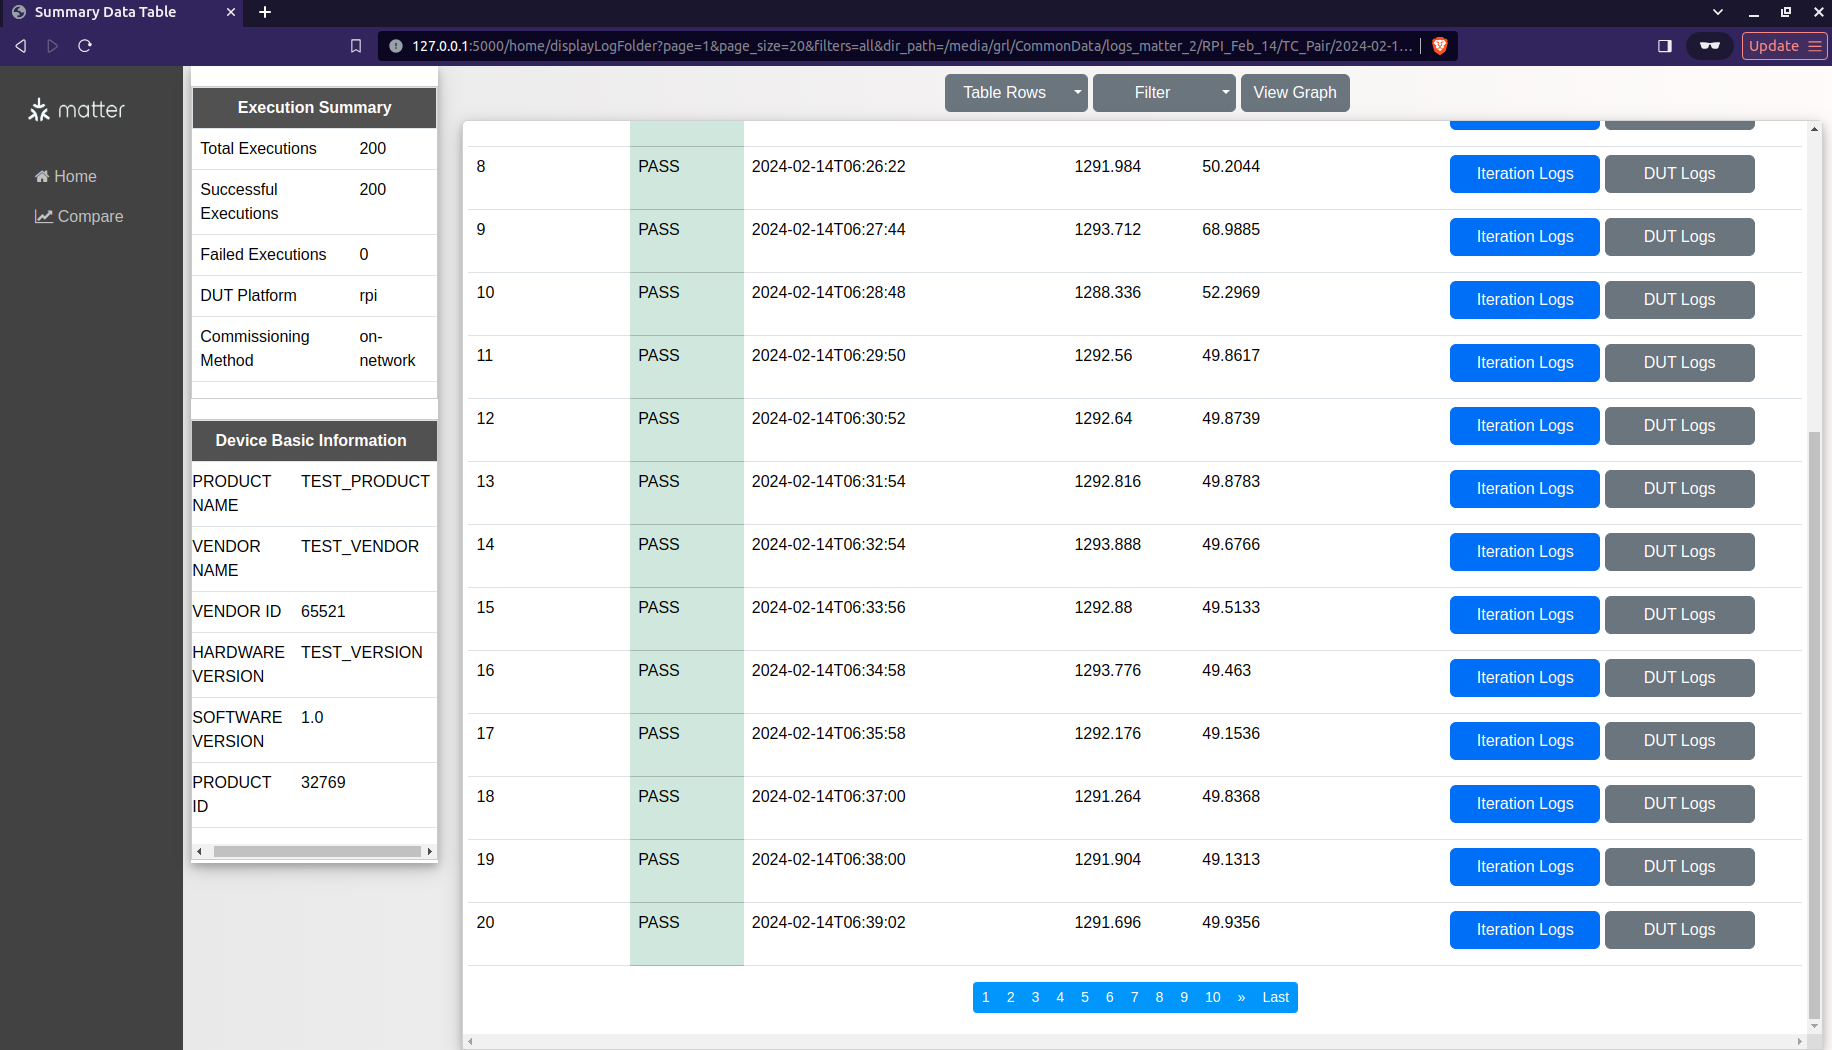 Summary Data Table
127.0.0.1:5000/home/displayLogFolder?page=1&page_size=20&filters=all&dir_path=/media/grl/CommonData/logs_matter_2/RPI_Feb_14/TC_Pair/2024-02-1...
Update
matter
Home
Compare
Execution Summary
Total Executions 200
Successful 200
Executions
Failed Executions 0
DUT Platform rpi
Commissioning on-
Method network
Device Basic Information
PRODUCT TEST_PRODUCT
NAME
VENDOR TEST_VENDOR
NAME
VENDOR ID 65521
HARDWARE TEST_VERSION
VERSION
SOFTWARE 1.0
VERSION
PRODUCT 32769
ID
Table Rows Filter View Graph
8 PASS 2024-02-14T06:26:22 1291.984 50.2044 Iteration Logs DUT Logs
9 PASS 2024-02-14T06:27:44 1293.712 68.9885 Iteration Logs DUT Logs
10 PASS 2024-02-14T06:28:48 1288.336 52.2969 Iteration Logs DUT Logs
11 PASS 2024-02-14T06:29:50 1292.56 49.8617 Iteration Logs DUT Logs
12 PASS 2024-02-14T06:30:52 1292.64 49.8739 Iteration Logs DUT Logs
13 PASS 2024-02-14T06:31:54 1292.816 49.8783 Iteration Logs DUT Logs
14 PASS 2024-02-14T06:32:54 1293.888 49.6766 Iteration Logs DUT Logs
15 PASS 2024-02-14T06:33:56 1292.88 49.5133 Iteration Logs DUT Logs
16 PASS 2024-02-14T06:34:58 1293.776 49.463 Iteration Logs DUT Logs
17 PASS 2024-02-14T06:35:58 1292.176 49.1536 Iteration Logs DUT Logs
18 PASS 2024-02-14T06:37:00 1291.264 49.8368 Iteration Logs DUT Logs
19 PASS 2024-02-14T06:38:00 1291.904 49.1313 Iteration Logs DUT Logs
20 PASS 2024-02-14T06:39:02 1291.696 49.9356 Iteration Logs DUT Logs
1 2 3 4 5 6 7 8 9 10 » Last